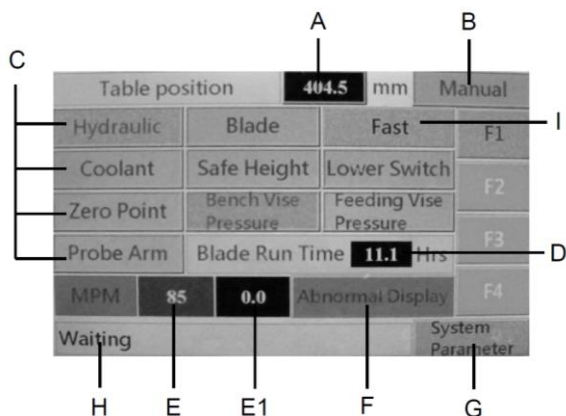 A
B
C
Table position 404.5 mm Manual
Hydraulic Blade Fast F1
I
Coolant Safe Height Lower Switch F2
Zero Point Bench Vise Pressure Feeding Vise Pressure F3
Probe Arm Blade Run Time 11.1 Hrs
D
MPM 85 0.0 Abnormal Display F4
Waiting System Parameter
H E E1 F G